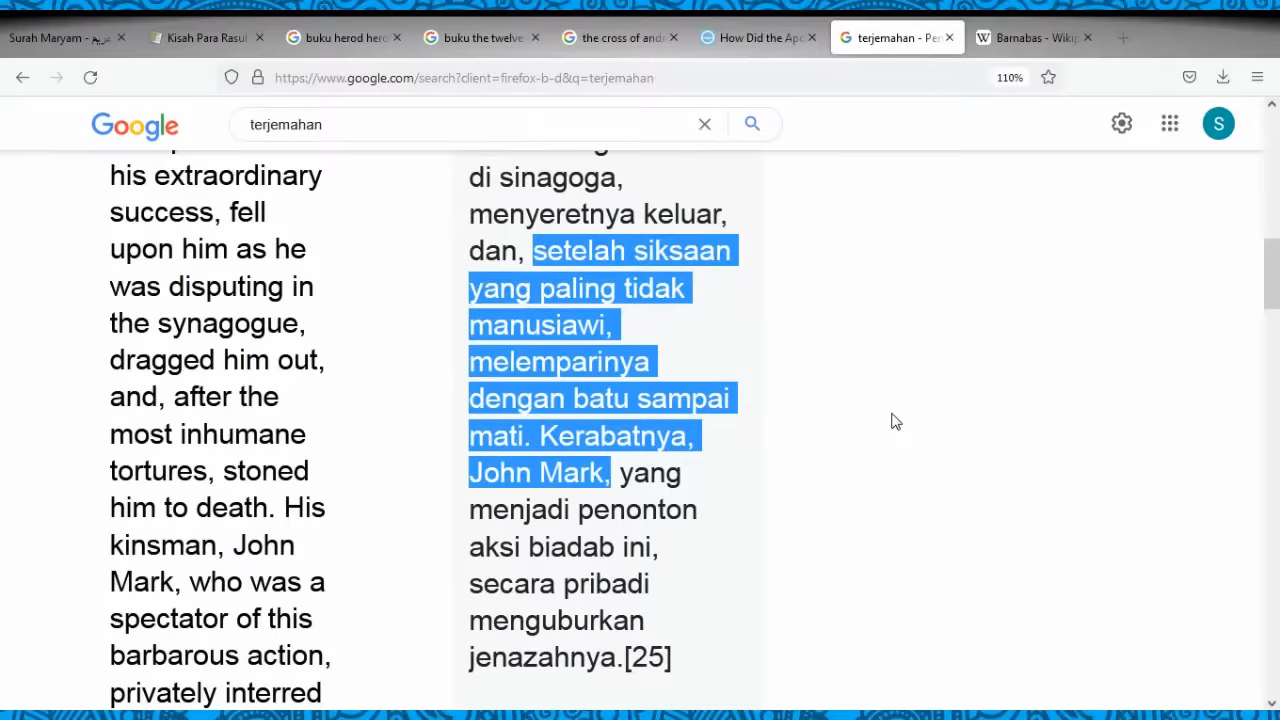 Surah Maryam - مريم
Kisah Para Rasul
buku herod hero
buku the twelve
the cross of and
How Did the Apo
terjemahan - Pen
Barnabas - Wikip
https://www.google.com/search?client=firefox-b-d&q=terjemahan
110%
Google
terjemahan
S
his extraordinary
success, fell
upon him as he
was disputing in
the synagogue,
dragged him out,
and, after the
most inhumane
tortures, stoned
him to death. His
kinsman, John
Mark, who was a
spectator of this
barbarous action,
privately interred
di sinagoga,
menyeretnya keluar,
dan, setelah siksaan
yang paling tidak
manusiawi,
melemparinya
dengan batu sampai
mati. Kerabatnya,
John Mark, yang
menjadi penonton
aksi biadab ini,
secara pribadi
menguburkan
jenazahnya.[25]